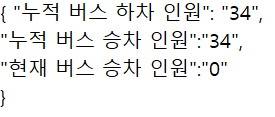 { "누적 버스 하차 인원": "34",
"누적 버스 승차 인원":"34",
"현재 버스 승차 인원":"0"
}